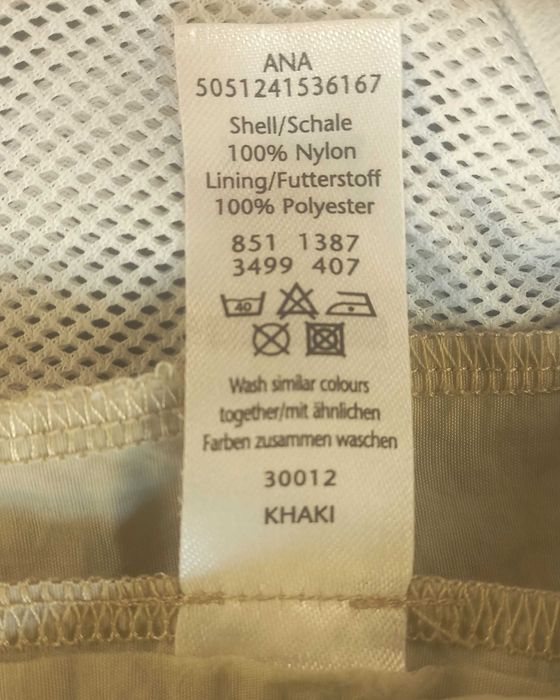 ANA
5051241536167
Shell/Schale
100% Nylon
Lining/Futterstoff
100% Polyester
851 1387
3499 407
40
Wash similar colours
together/mit ähnlichen
Farben zusammen waschen
30012
KHAKI